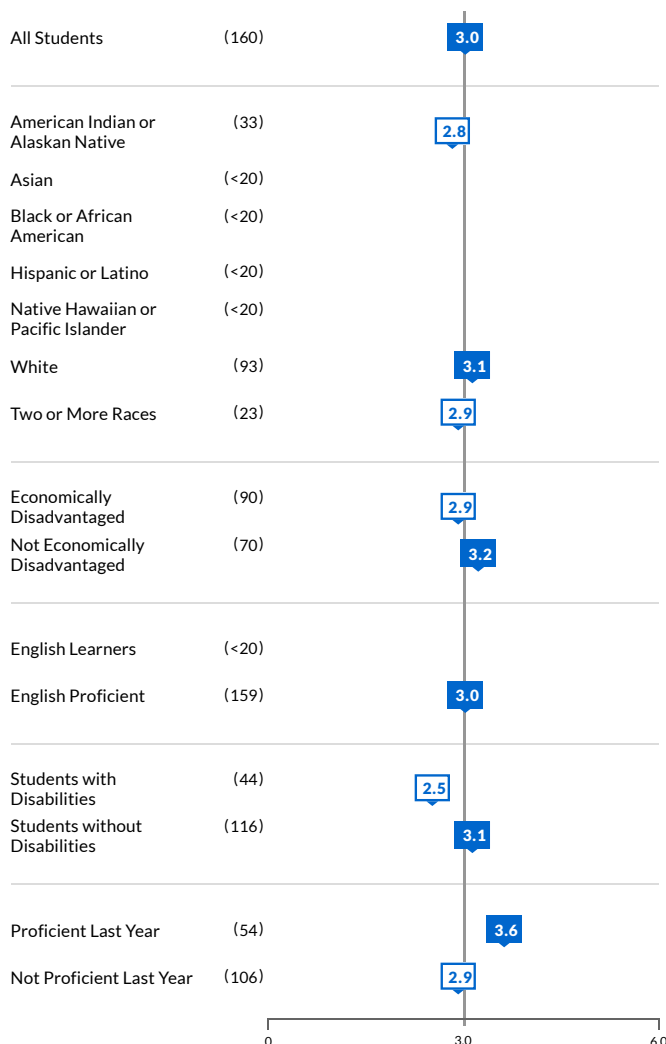 All Students (160) 3.0
American Indian or (33) 2.8
Alaskan Native
Asian (<20)
Black or African (<20)
American
Hispanic or Latino (<20)
Native Hawaiian or (<20)
Pacific Islander
White (93) 3.1
Two or More Races (23) 2.9
Economically (90) 2.9
Disadvantaged
Not Economically (70) 3.2
Disadvantaged
English Learners (<20)
English Proficient (159) 3.0
Students with (44) 2.5
Disabilities
Students without (116) 3.1
Disabilities
Proficient Last Year (54) 3.6
Not Proficient Last Year (106) 2.9
0 3.0 6.0